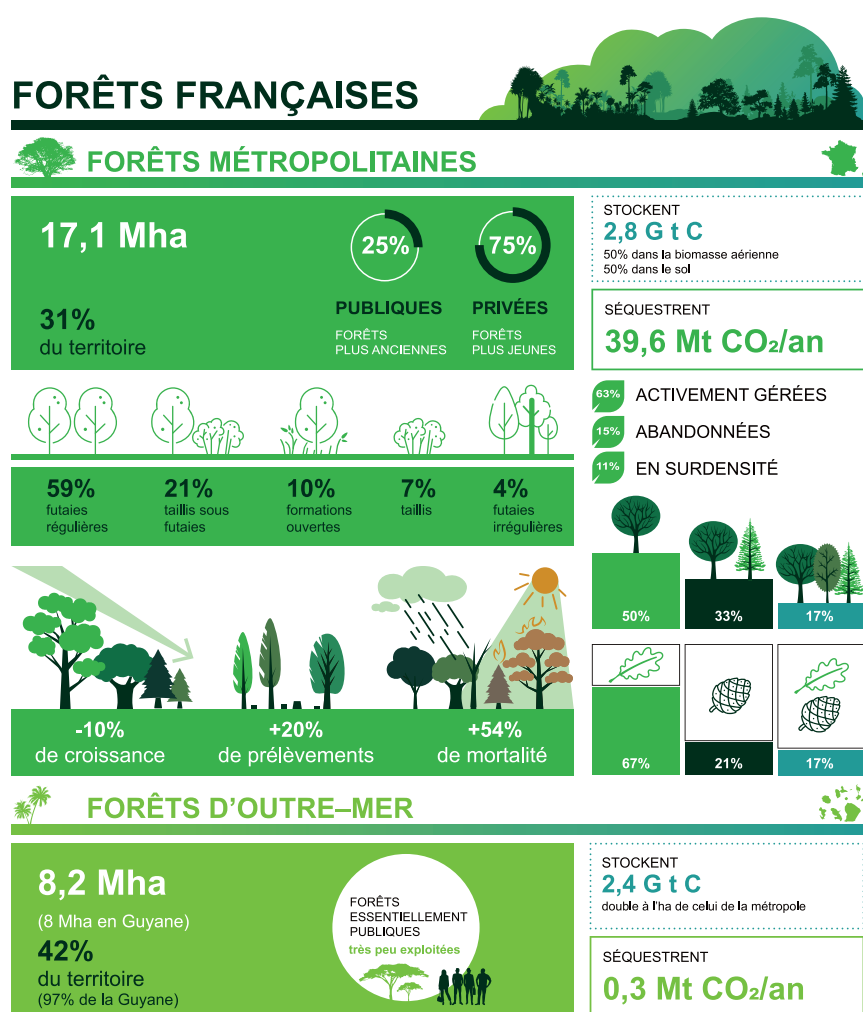 FORÊTS FRANÇAISES
FORÊTS MÉTROPOLITAINES
17,1 Mha
31%
du territoire
25%
PUBLIQUES
FORÊTS
PLUS ANCIENNES
75%
PRIVÉES
FORÊTS
PLUS JEUNES
STOCKENT
2,8 G t C
50% dans la biomasse aérienne
50% dans le sol
SÉQUESTRENT
39,6 Mt CO₂/an
63% ACTIVEMENT GÉRÉES
15% ABANDONNÉES
11% EN SURDENSITÉ
59%
futaies
régulières
21%
taillis sous
futaies
10%
formations
ouvertes
7%
taillis
4%
futaies
irrégulières
50%
33%
17%
-10%
de croissance
+20%
de prélèvements
+54%
de mortalité
67%
21%
17%
FORÊTS D'OUTRE–MER
8,2 Mha
(8 Mha en Guyane)
42%
du territoire
(97% de la Guyane)
FORÊTS
ESSENTIELLEMENT
PUBLIQUES
très peu exploitées
STOCKENT
2,4 G t C
double à l'ha de celui de la métropole
SÉQUESTRENT
0,3 Mt CO₂/an